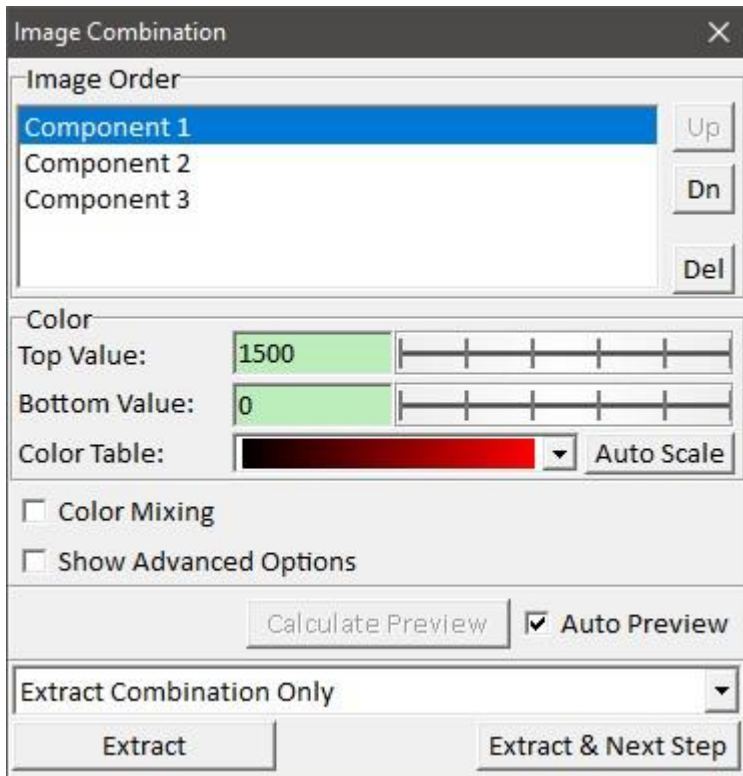 Image Combination
Image Order
Component 1
Up
Component 2
Component 3
Dn
Del
Color
Top Value: 1500
Bottom Value: 0
Color Table: Auto Scale
Color Mixing
Show Advanced Options
Calculate Preview Auto Preview
Extract Combination Only
Extract Extract & Next Step